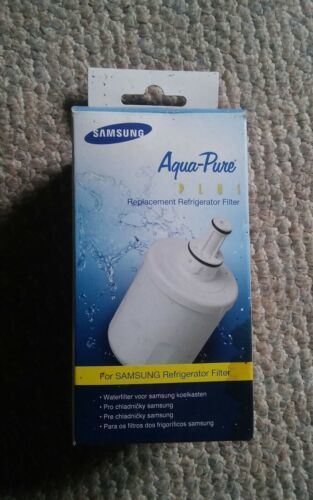 SAMSUNG
Aqua-Pure®
PLUS
Replacement Refrigerator Filter
For SAMSUNG Refrigerator Filter
• Waterfilter voor samsung koelkasten
• Pro chladničky samsung
• Pre chladničky samsung
• Para os filtros dos frigoríficos samsung